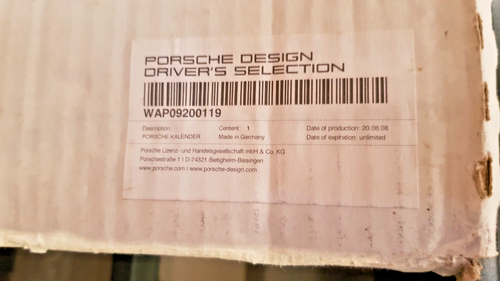 PORSCHE DESIGN
DRIVER'S SELECTION
WAP09200119
Description: Content: 1 Date of production: 20.08.08
PORSCHE KALENDER Made in Germany Date of expiration: unlimited
Porsche Lizenz- und Handelsgesellschaft mbH & Co. KG
Porschestraße 1 | D-74321 Bietigheim-Bissingen
www.porsche.com | www.porsche-design.com